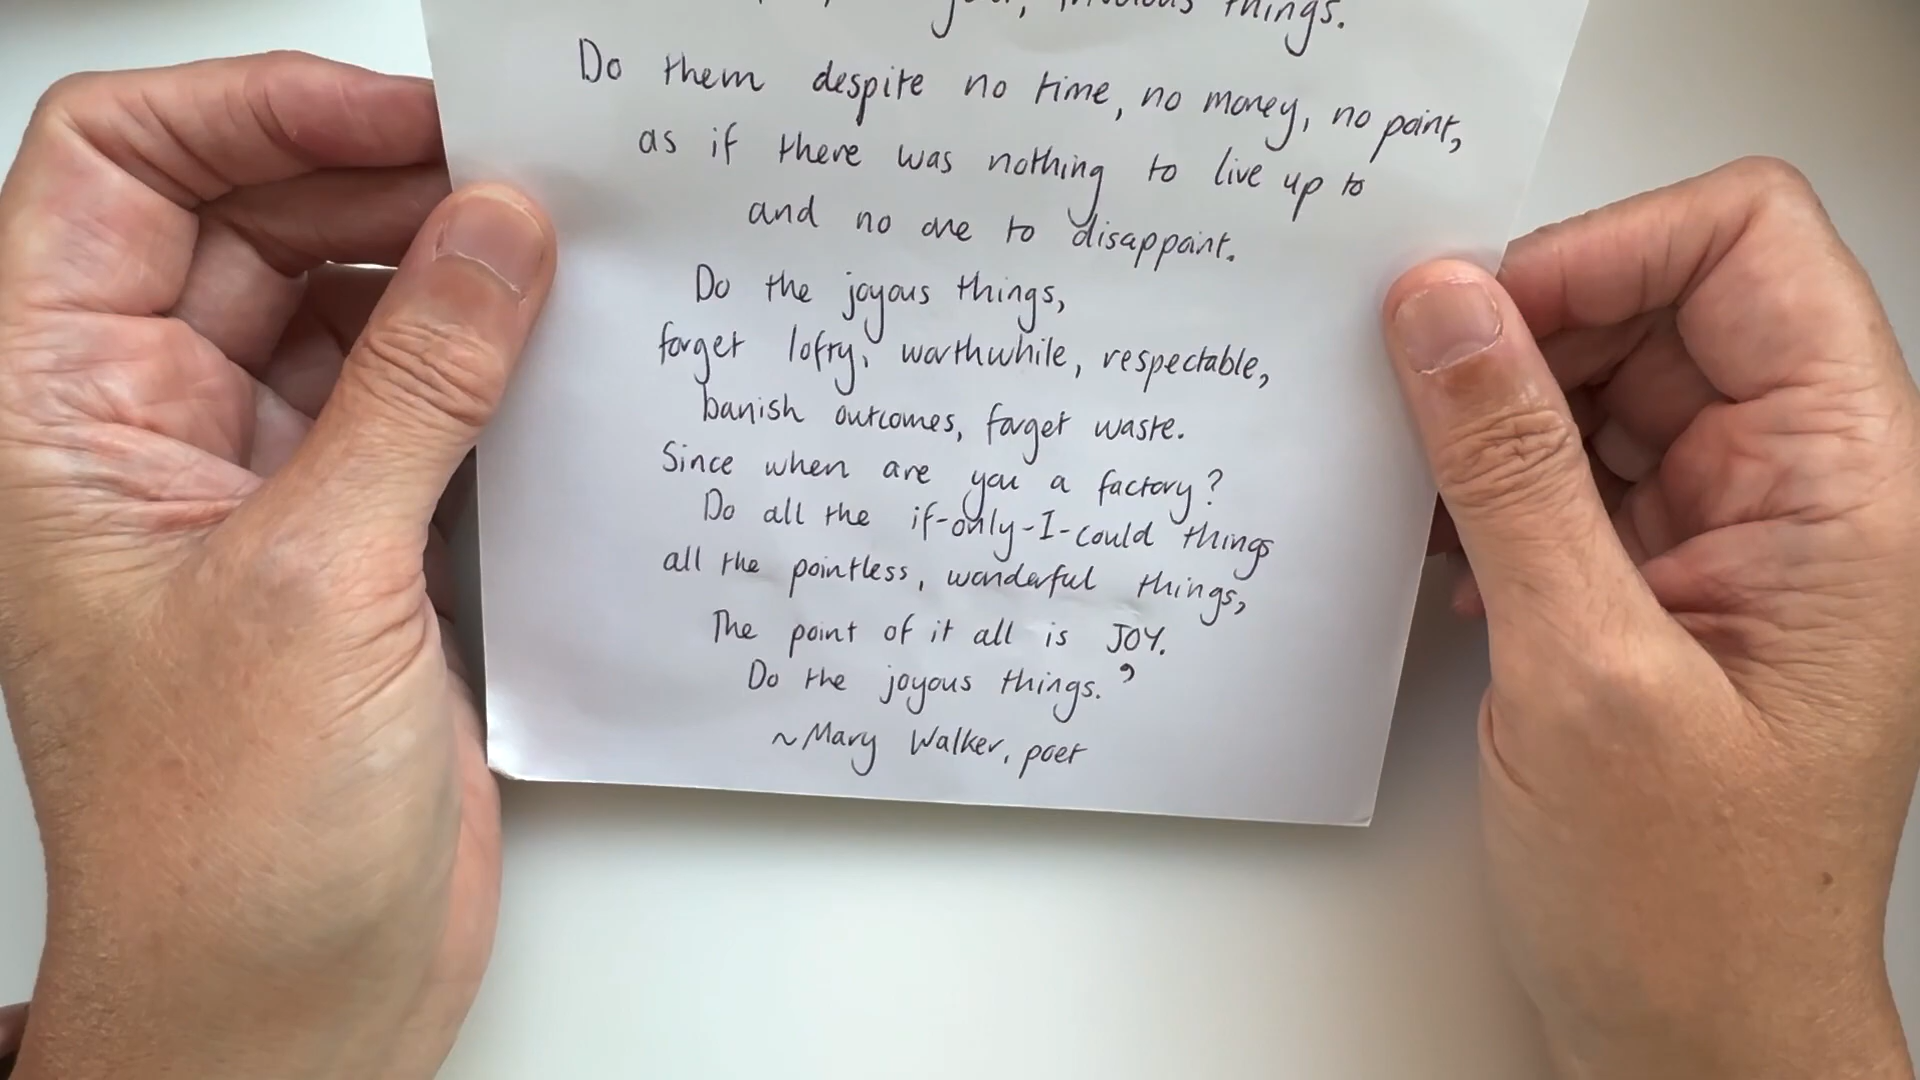 things.
Do them despite no time, no money, no point,
as if there was nothing to live up to
and no one to disappoint.
Do the joyous things,
forget lofty, worthwhile, respectable,
banish outcomes, forget waste.
Since when are you a factory?
Do all the if-only-I-could things
all the pointless, wonderful things,
The point of it all is JOY.
Do the joyous things.’
~Mary Walker, poet